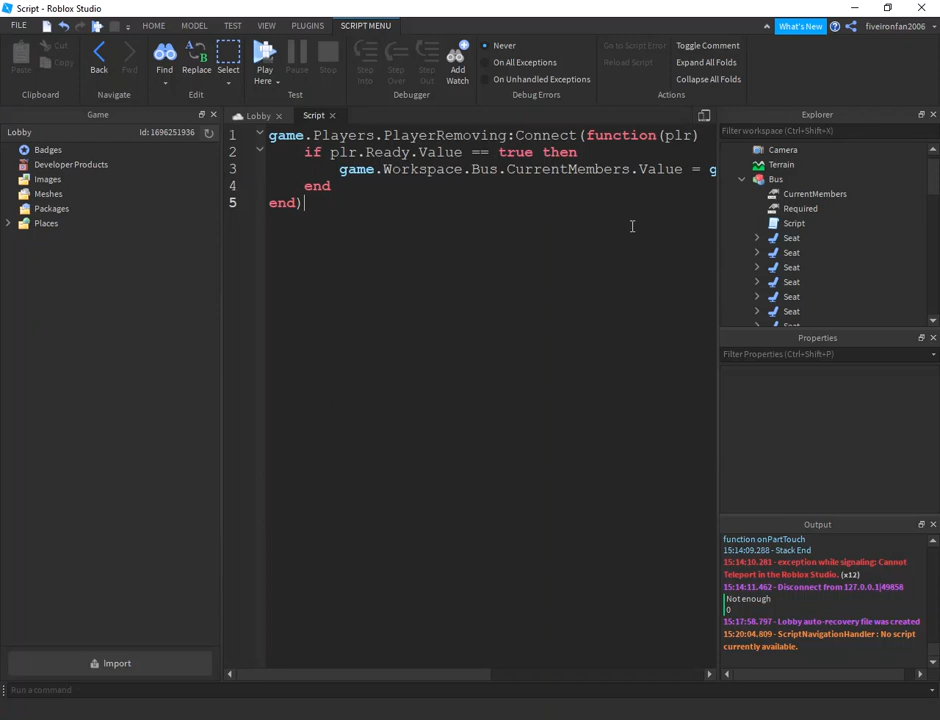 Script - Roblox Studio
FILE HOME MODEL TEST VIEW PLUGINS SCRIPT MENU What's New fiveironfan2006
Paste Cut Copy Back Fwd Find Replace Select Play Here Pause Stop Step Into Step Over Step Out Add Watch
Never
On All Exceptions
On Unhandled Exceptions
Go to Script Error Toggle Comment
Reload Script Expand All Folds
Collapse All Folds
Clipboard Navigate Edit Test Debugger Debug Errors Actions
Game
Lobby Id: 1696251936
Badges
Developer Products
Images
Meshes
Packages
Places
Import
Lobby Script
1 game.Players.PlayerRemoving:Connect(function(plr)
2 if plr.Ready.Value == true then
3 game.Workspace.Bus.CurrentMembers.Value = g
4 end
5 end)
Explorer
Filter workspace (Ctrl+Shift+X)
Camera
Terrain
Bus
CurrentMembers
Required
Script
Seat
Seat
Seat
Seat
Seat
Seat
Properties
Filter Properties (Ctrl+Shift+P)
Output
function onPartTouch
15:14:09.288 - Stack End
15:14:10.281 - exception while signaling: Cannot
Teleport in the Roblox Studio. (x12)
15:14:11.462 - Disconnect from 127.0.0.1|49858
Not enough
0
15:17:58.797 - Lobby auto-recovery file was created
15:20:04.809 - ScriptNavigationHandler : No script
currently available.
Run a command